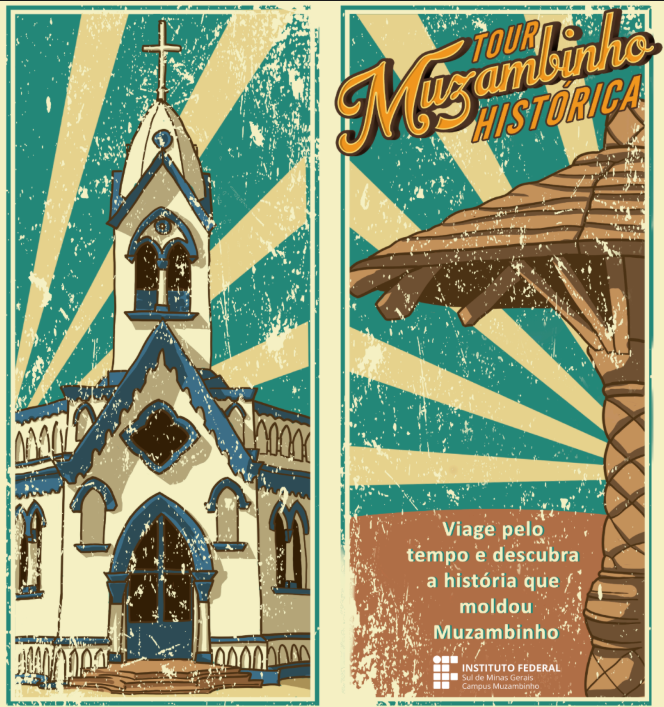 TOUR
Muzambinho
HISTÓRICA
Viage pelo
tempo e descubra
a história que
moldou
Muzambinho
INSTITUTO FEDERAL
Sul de Minas Gerais
Campus Muzambinho